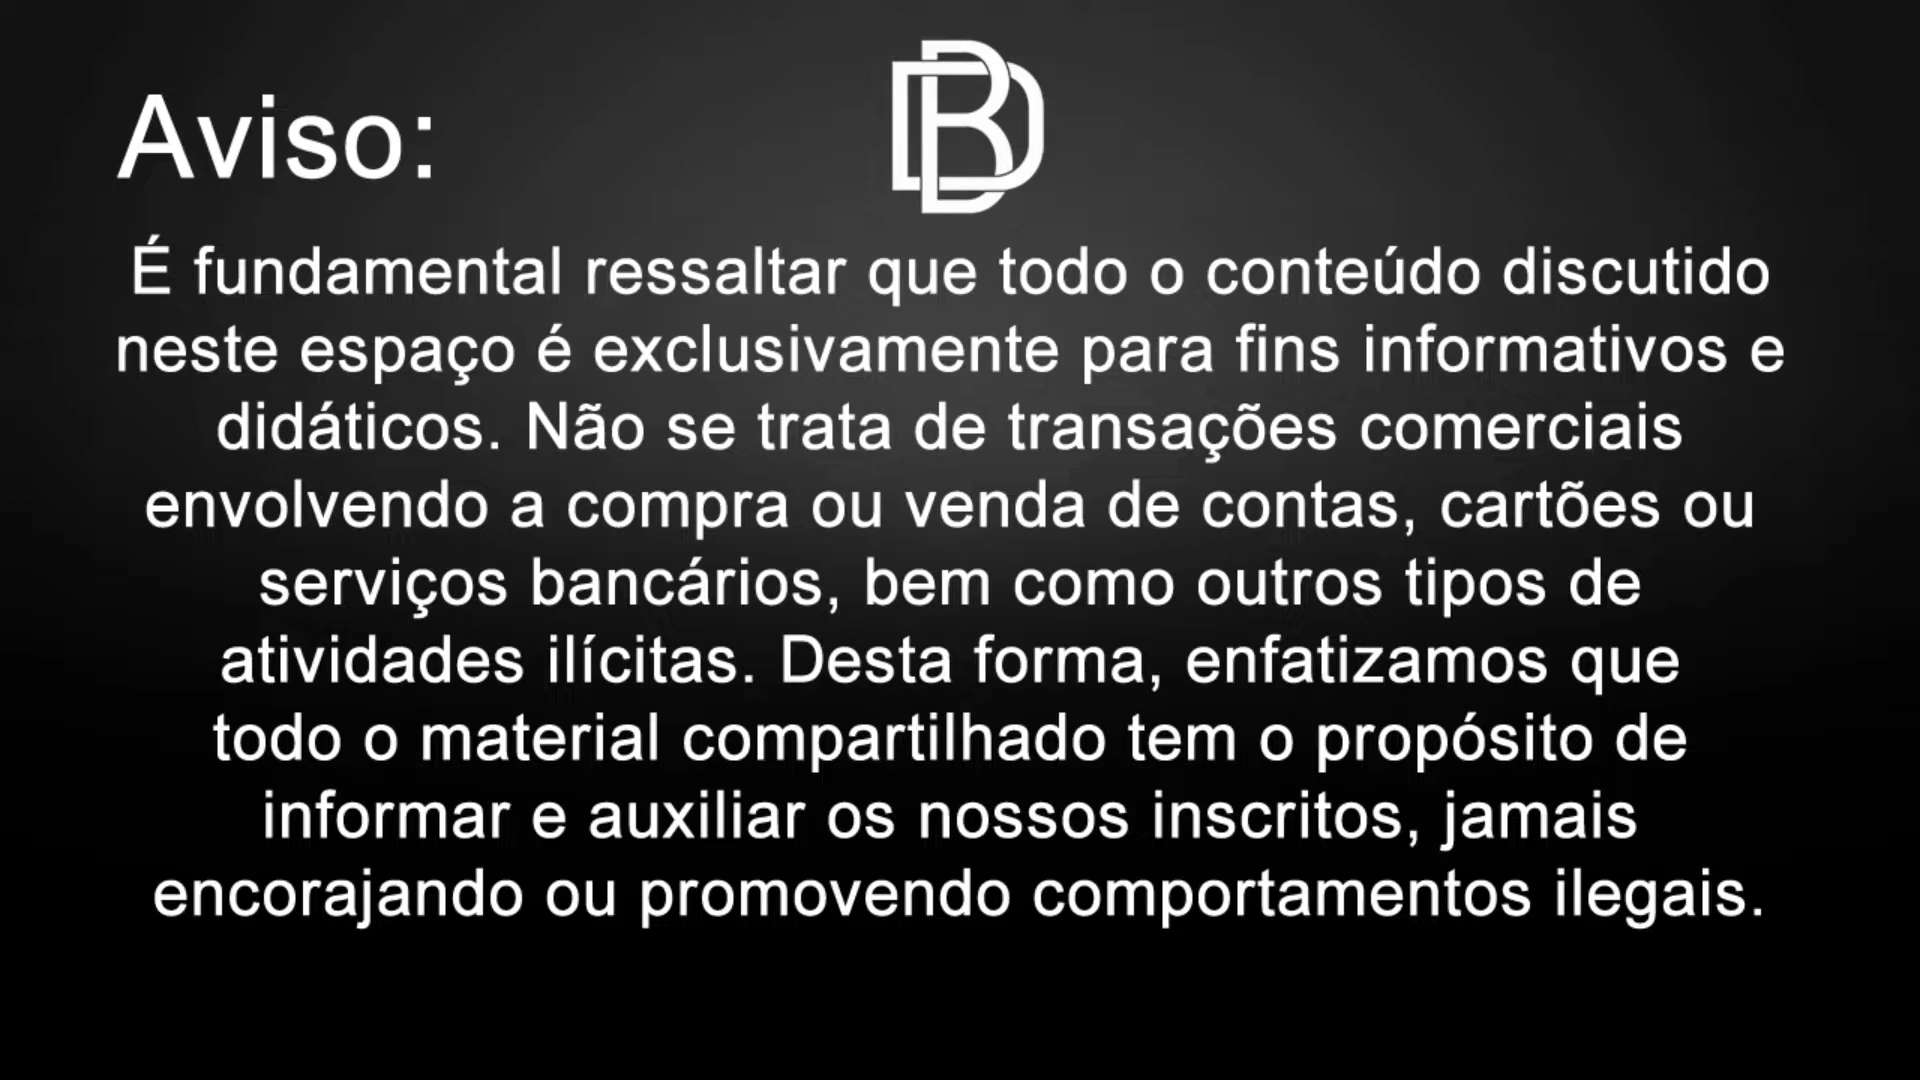 BD
Aviso:
É fundamental ressaltar que todo o conteúdo discutido
neste espaço é exclusivamente para fins informativos e
didáticos. Não se trata de transações comerciais
envolvendo a compra ou venda de contas, cartões ou
serviços bancários, bem como outros tipos de
atividades ilícitas. Desta forma, enfatizamos que
todo o material compartilhado tem o propósito de
informar e auxiliar os nossos inscritos, jamais
encorajando ou promovendo comportamentos ilegais.